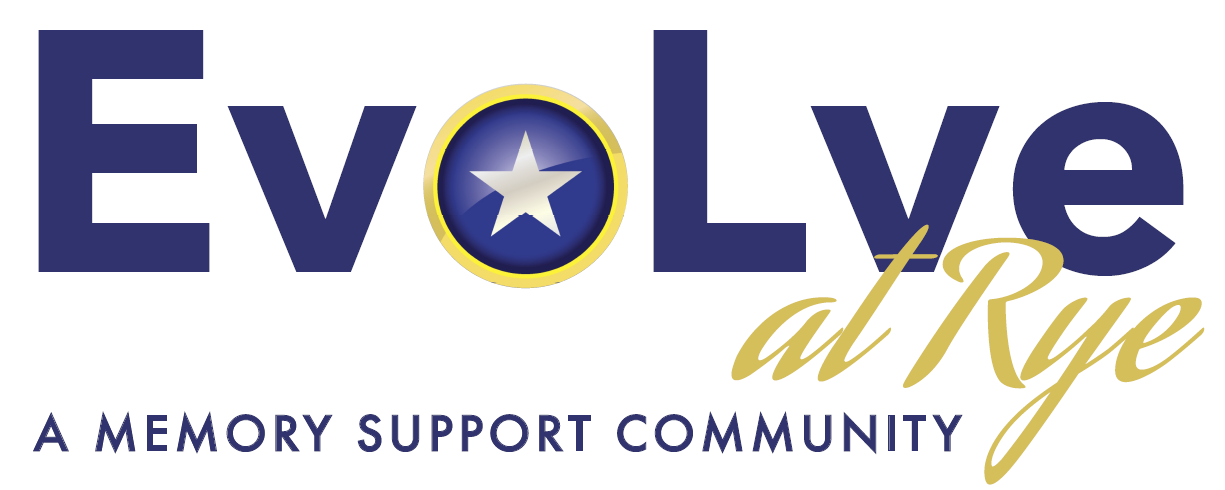 EvoLve
at Rye
A MEMORY SUPPORT COMMUNITY